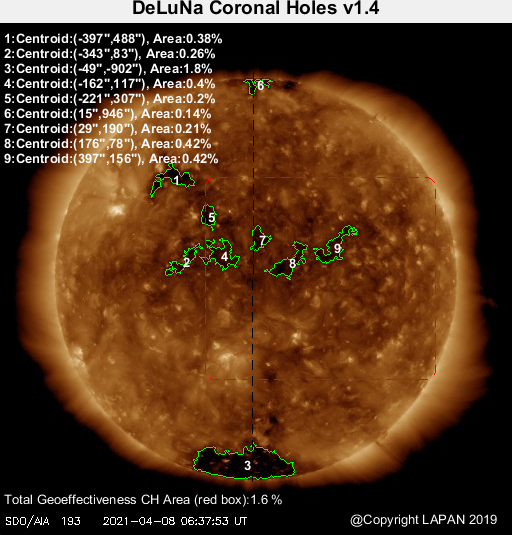 DeLuNa Coronal Holes v1.4
1:Centroid:(-397",488"), Area:0.38%
2:Centroid:(-343",83"), Area:0.26%
3:Centroid:(-49",-902"), Area:1.8%
4:Centroid:(-162",117"), Area:0.4%
5:Centroid:(-221",307"), Area:0.2%
6:Centroid:(15",946"), Area:0.14%
7:Centroid:(29",190"), Area:0.21%
8:Centroid:(176",78"), Area:0.42%
9:Centroid:(397",156"), Area:0.42%
6
1
5
7
9
2
4
8
3
Total Geoeffectiveness CH Area (red box):1.6 %
SDO/AIA 193 2021-04-08 06:37:53 UT
@Copyright LAPAN 2019